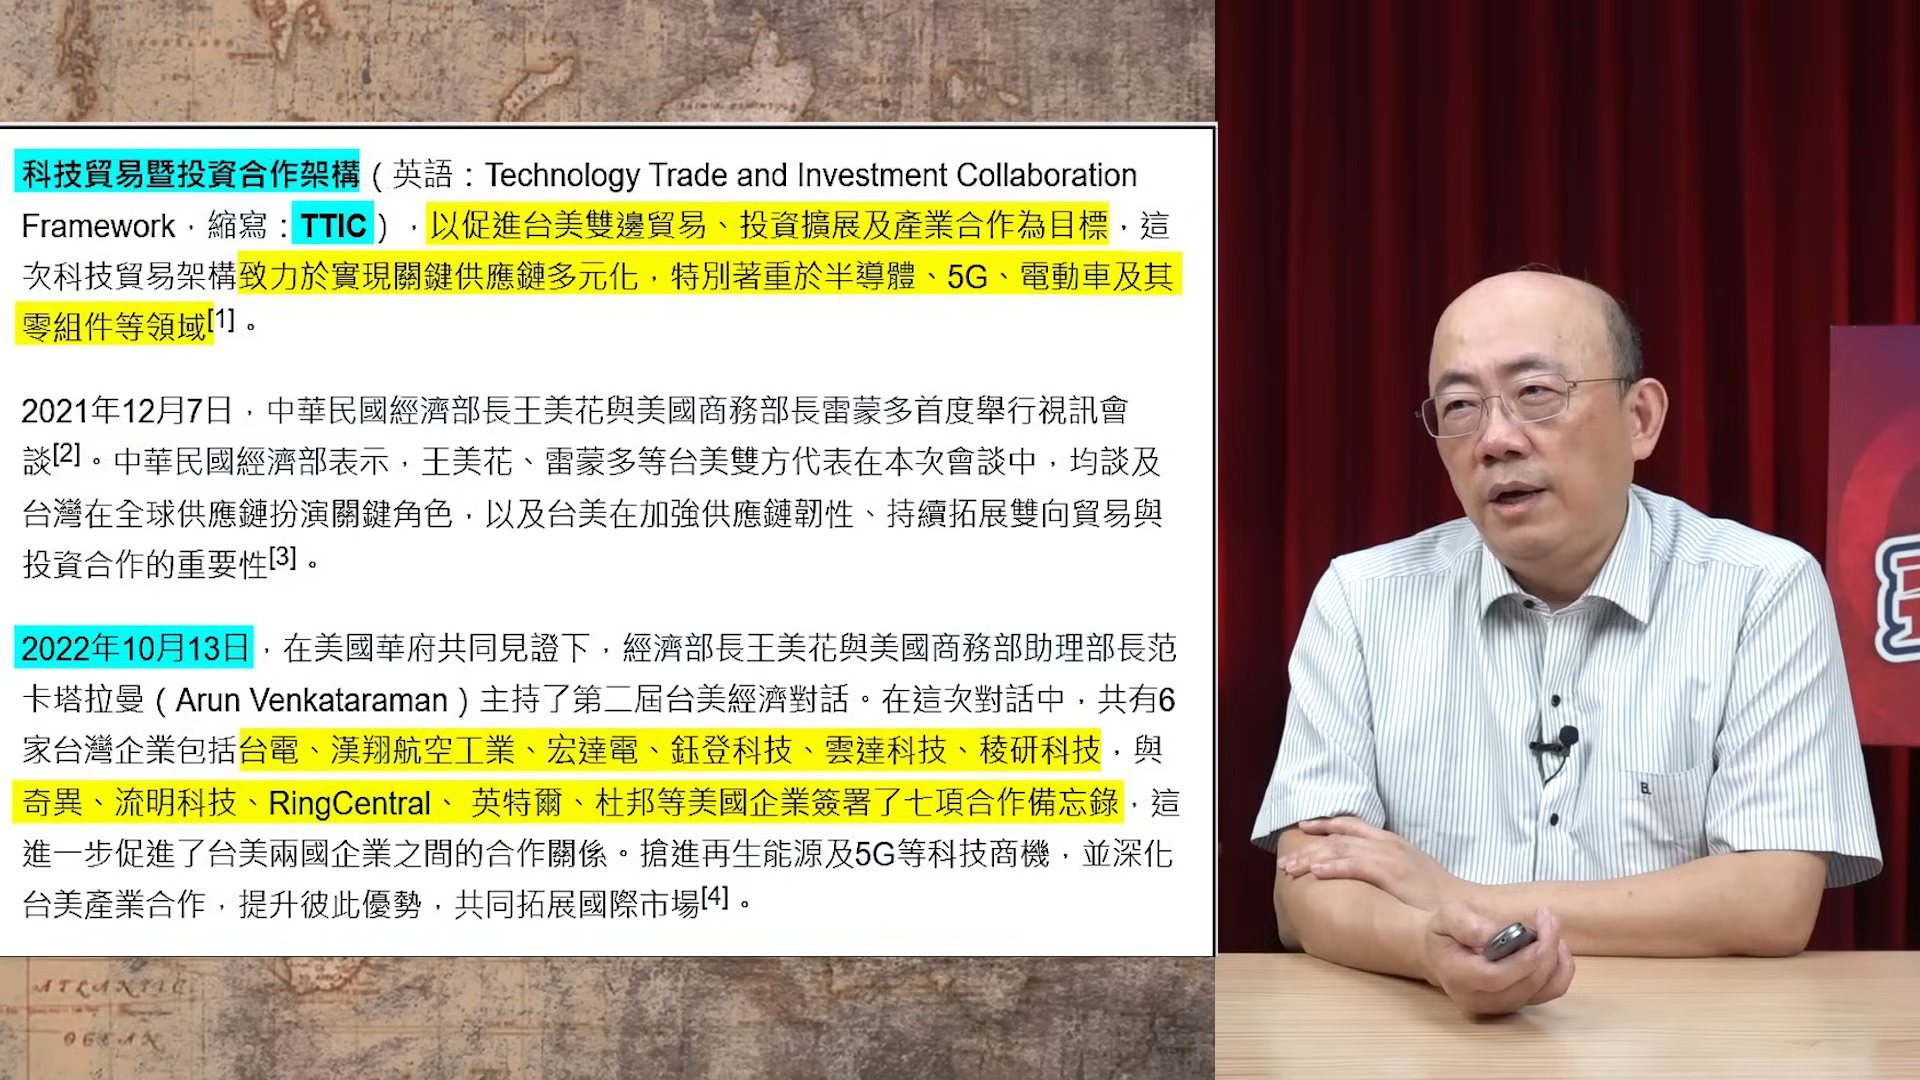 科技貿易暨投資合作架構（英語：Technology Trade and Investment Collaboration
Framework，縮寫：TTIC），以促進台美雙邊貿易、投資擴展及產業合作為目標，這
次科技貿易架構致力於實現關鍵供應鏈多元化，特別著重於半導體、5G、電動車及其
零組件等領域[1]。
2021年12月7日，中華民國經濟部長王美花與美國商務部長雷蒙多首度舉行視訊會
談[2]。中華民國經濟部表示，王美花、雷蒙多等台美雙方代表在本次會談中，均談及
台灣在全球供應鏈扮演關鍵角色，以及台美在加強供應鏈韌性、持續拓展雙向貿易與
投資合作的重要性[3]。
2022年10月13日，在美國華府共同見證下，經濟部長王美花與美國商務部助理部長范
卡塔拉曼（Arun Venkataraman）主持了第二屆台美經濟對話。在這次對話中，共有6
家台灣企業包括台電、漢翔航空工業、宏達電、鈺登科技、雲達科技、稜研科技，與
奇異、流明科技、RingCentral、 英特爾、杜邦等美國企業簽署了七項合作備忘錄，這
進一步促進了台美兩國企業之間的合作關係。搶進再生能源及5G等科技商機，並深化
台美產業合作，提升彼此優勢，共同拓展國際市場[4]。
ATLANTIC
OCEAN